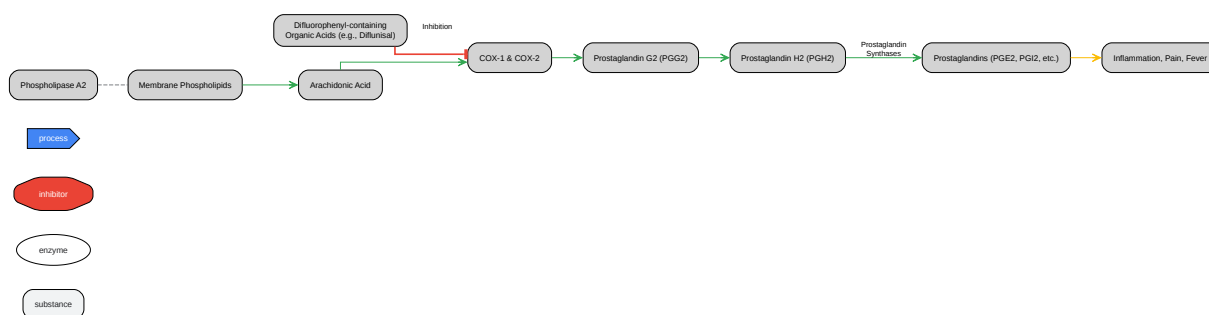 Difluorophenyl-containing
Organic Acids (e.g., Diflunisal)
Inhibition
COX-1 & COX-2
Prostaglandin G2 (PGG2)
Prostaglandin H2 (PGH2)
Prostaglandin
Synthases
Prostaglandins (PGE2, PGI2, etc.)
Inflammation, Pain, Fever
Phospholipase A2
Membrane Phospholipids
Arachidonic Acid
process
inhibitor
enzyme
substance